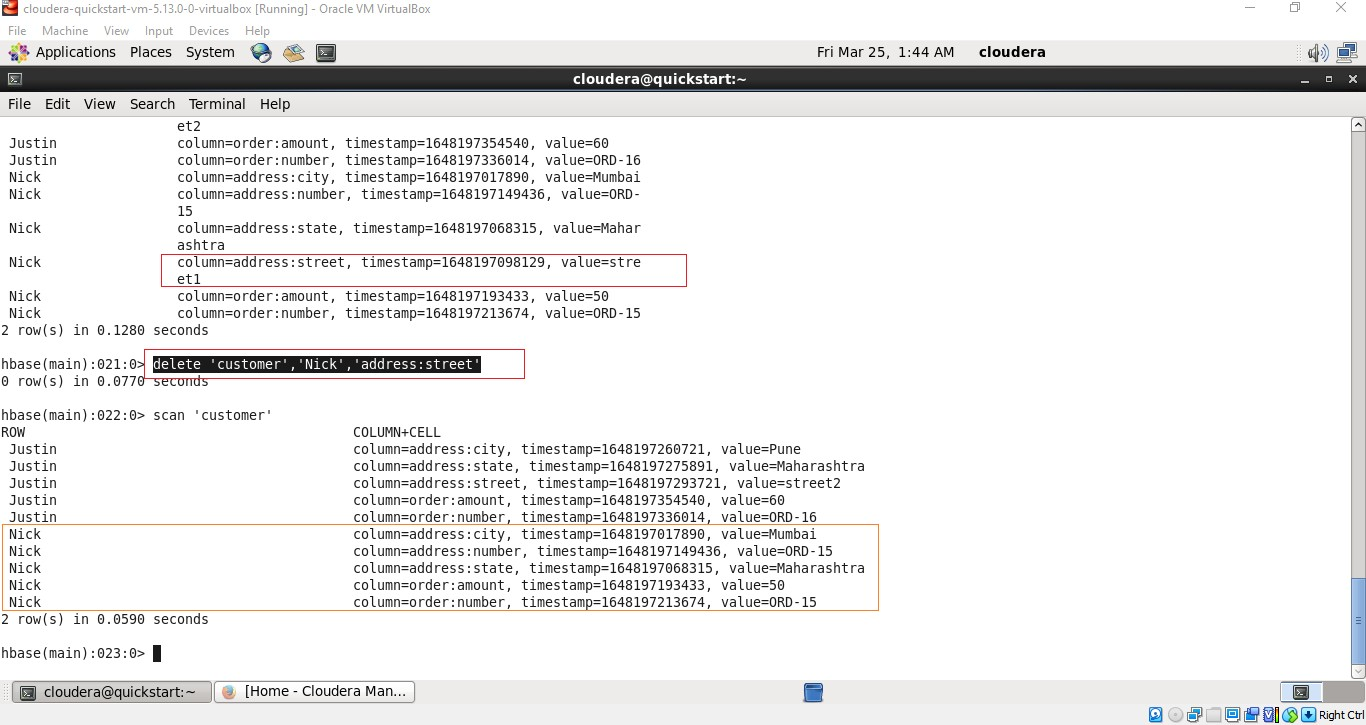 cloudera-quickstart-vm-5.13.0-0-virtualbox [Running] - Oracle VM VirtualBox
File Machine View Input Devices Help
Applications Places System Fri Mar 25, 1:44 AM cloudera
cloudera@quickstart:~
File Edit View Search Terminal Help
et2
Justin column=order:amount, timestamp=1648197354540, value=60
Justin column=order:number, timestamp=1648197336014, value=ORD-16
Nick column=address:city, timestamp=1648197017890, value=Mumbai
Nick column=address:number, timestamp=1648197149436, value=ORD-
15
Nick column=address:state, timestamp=1648197068315, value=Mahar
ashtra
Nick column=address:street, timestamp=1648197098129, value=stre
et1
Nick column=order:amount, timestamp=1648197193433, value=50
Nick column=order:number, timestamp=1648197213674, value=ORD-15
2 row(s) in 0.1280 seconds
hbase(main):021:0> delete 'customer','Nick','address:street'
0 row(s) in 0.0770 seconds
hbase(main):022:0> scan 'customer'
ROW COLUMN+CELL
Justin column=address:city, timestamp=1648197260721, value=Pune
Justin column=address:state, timestamp=1648197275891, value=Maharashtra
Justin column=address:street, timestamp=1648197293721, value=street2
Justin column=order:amount, timestamp=1648197354540, value=60
Justin column=order:number, timestamp=1648197336014, value=ORD-16
Nick column=address:city, timestamp=1648197017890, value=Mumbai
Nick column=address:number, timestamp=1648197149436, value=ORD-15
Nick column=address:state, timestamp=1648197068315, value=Maharashtra
Nick column=order:amount, timestamp=1648197193433, value=50
Nick column=order:number, timestamp=1648197213674, value=ORD-15
2 row(s) in 0.0590 seconds
hbase(main):023:0>
cloudera@quickstart:~ [Home - Cloudera Man...
Right Ctrl